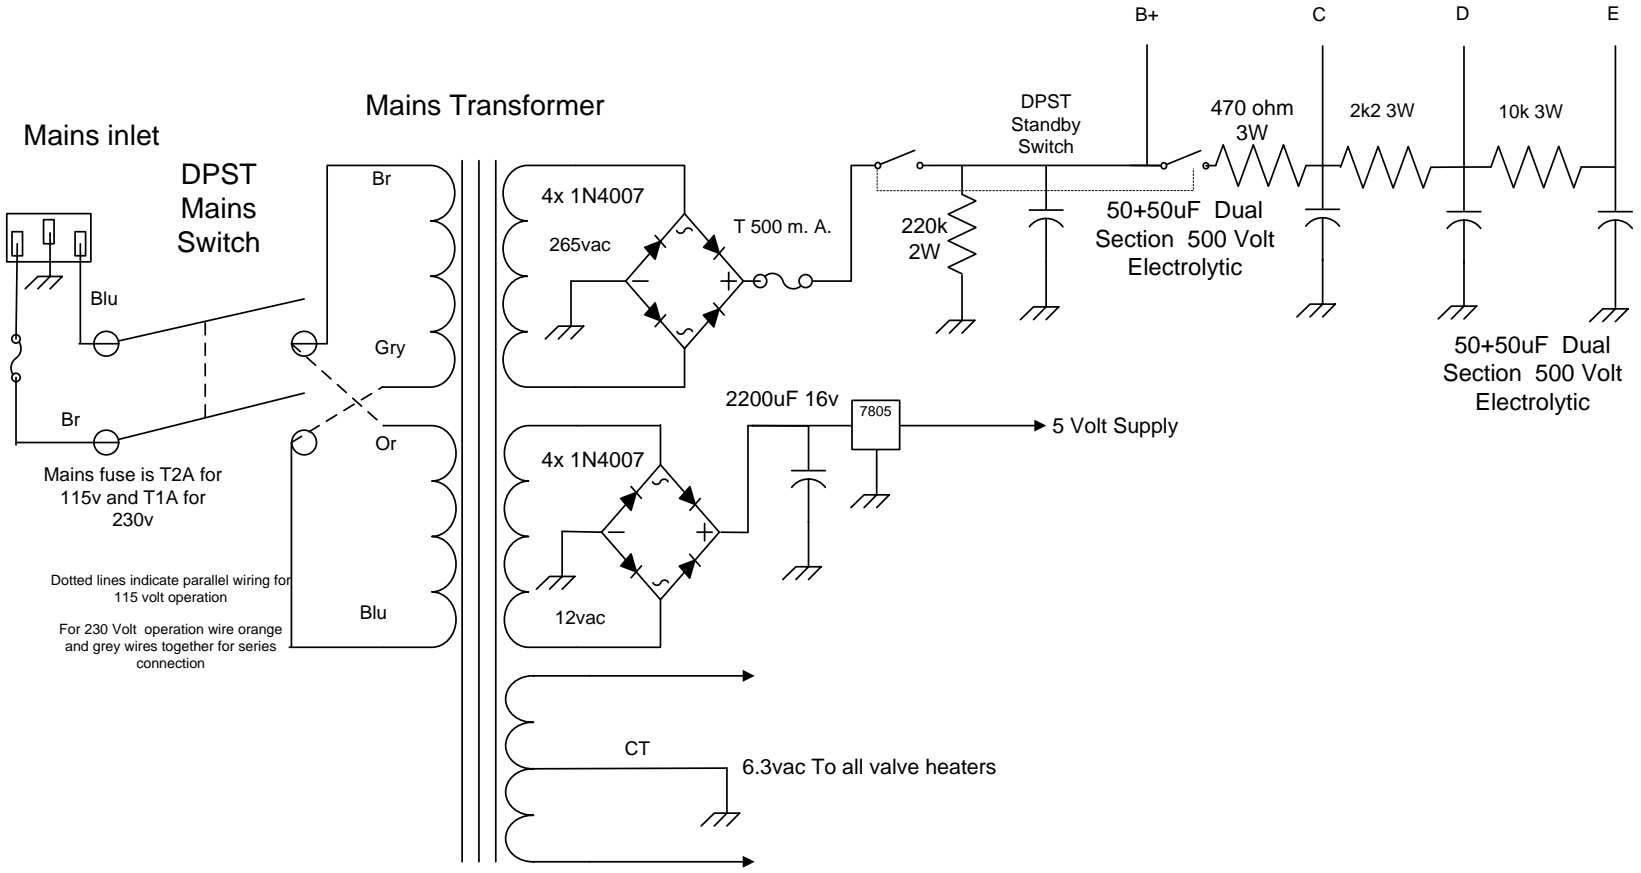 B+
C
D
E
Mains Transformer
Mains inlet
DPST
Mains
Switch
DPST
Standby
Switch
470 ohm
3W
2k2 3W
10k 3W
Br
4x 1N4007
265vac
T 500 m. A.
220k
2W
50+50uF Dual
Section 500 Volt
Electrolytic
Blu
Gry
50+50uF Dual
Section 500 Volt
Electrolytic
Br
Or
2200uF 16v
7805
5 Volt Supply
4x 1N4007
Mains fuse is T2A for
115v and T1A for
230v
Dotted lines indicate parallel wiring for
115 volt operation
For 230 Volt operation wire orange
and grey wires together for series
connection
Blu
12vac
CT
6.3vac To all valve heaters